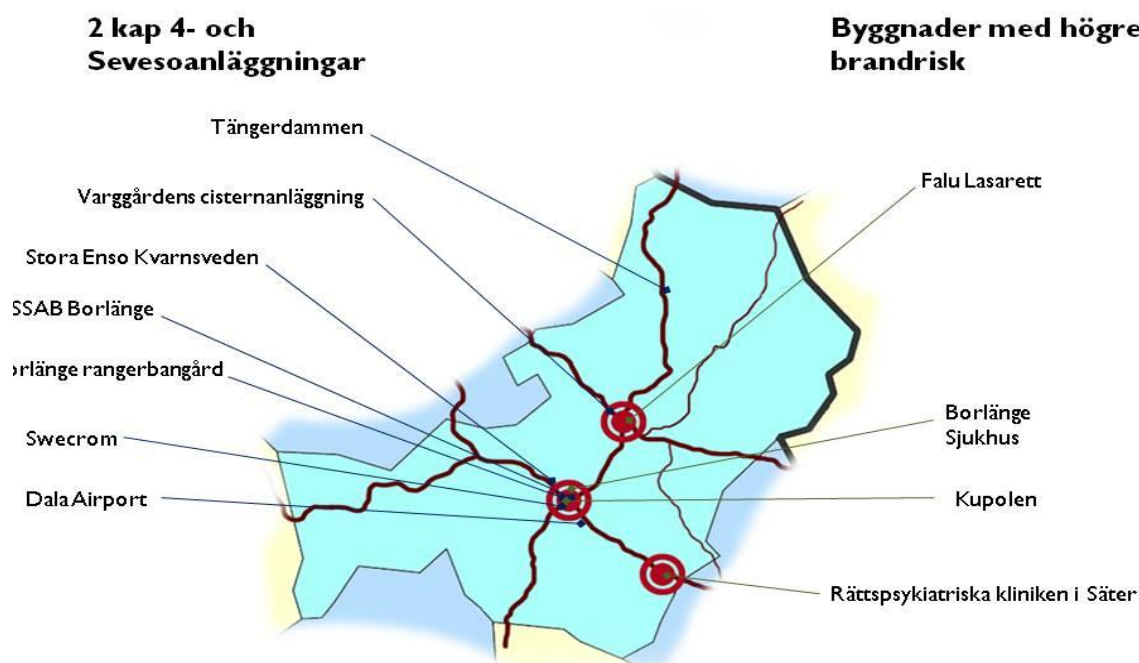 2 kap 4- och
Sevesoanläggningar
Tängerdammen
Varggårdens cisternanläggning
Stora Enso Kvarnsveden
SSAB Borlänge
orlänge rangerbangård
Swecrom
Dala Airport
Byggnader med högre
brandrisk
Falu Lasarett
Borlänge
Sjukhus
Kupolen
Rättspsykiatriska kliniken i Säter